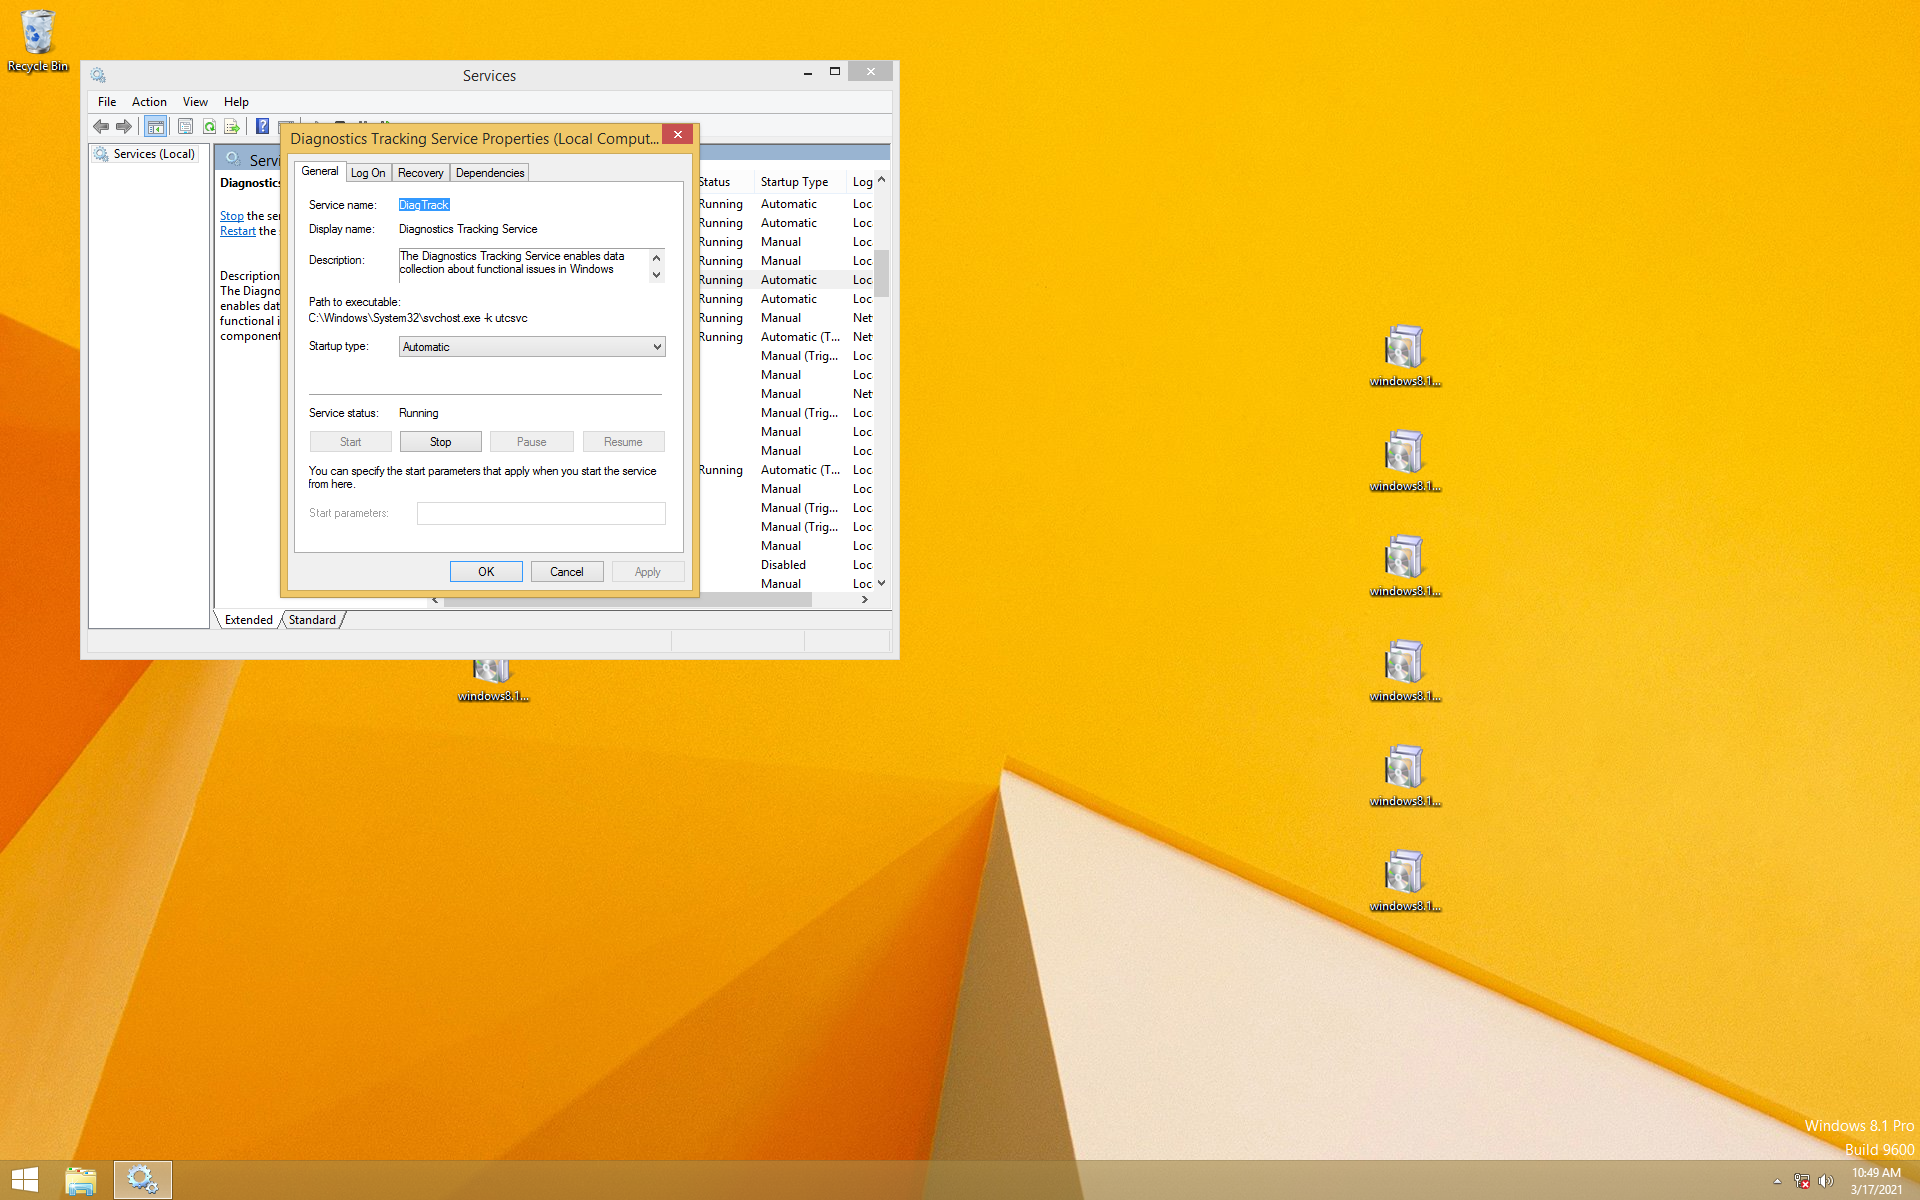 Recycle Bin
Services
File Action View Help
Services (Local)
Diagnostics Tracking Service Properties (Local Comput...
General Log On Recovery Dependencies
Service name: DiagTrack
Display name: Diagnostics Tracking Service
Description: The Diagnostics Tracking Service enables data
collection about functional issues in Windows
Path to executable:
C:\Windows\System32\svchost.exe -k utcsvc
Startup type: Automatic
Service status: Running
Start Stop Pause Resume
You can specify the start parameters that apply when you start the service
from here.
Start parameters:
OK Cancel Apply
Servi
Diagnostics
Stop the ser
Restart the
Description
The Diagno
enables dat
functional i
component
Status Startup Type Log
Running Automatic Loc
Running Automatic Loc
Running Manual Loc
Running Manual Loc
Running Automatic Loc
Running Automatic Loc
Running Manual Net
Running Automatic (T... Net
Manual (Trig... Loc
Manual Loc
Manual Net
Manual (Trig... Loc
Manual Loc
Manual Loc
Running Automatic (T... Loc
Manual Loc
Manual (Trig... Loc
Manual (Trig... Loc
Manual Loc
Disabled Loc
Manual Loc
Extended Standard
windows8.1...
windows8.1...
windows8.1...
windows8.1...
windows8.1...
windows8.1...
windows8.1...
Windows 8.1 Pro
Build 9600
10:49 AM
3/17/2021